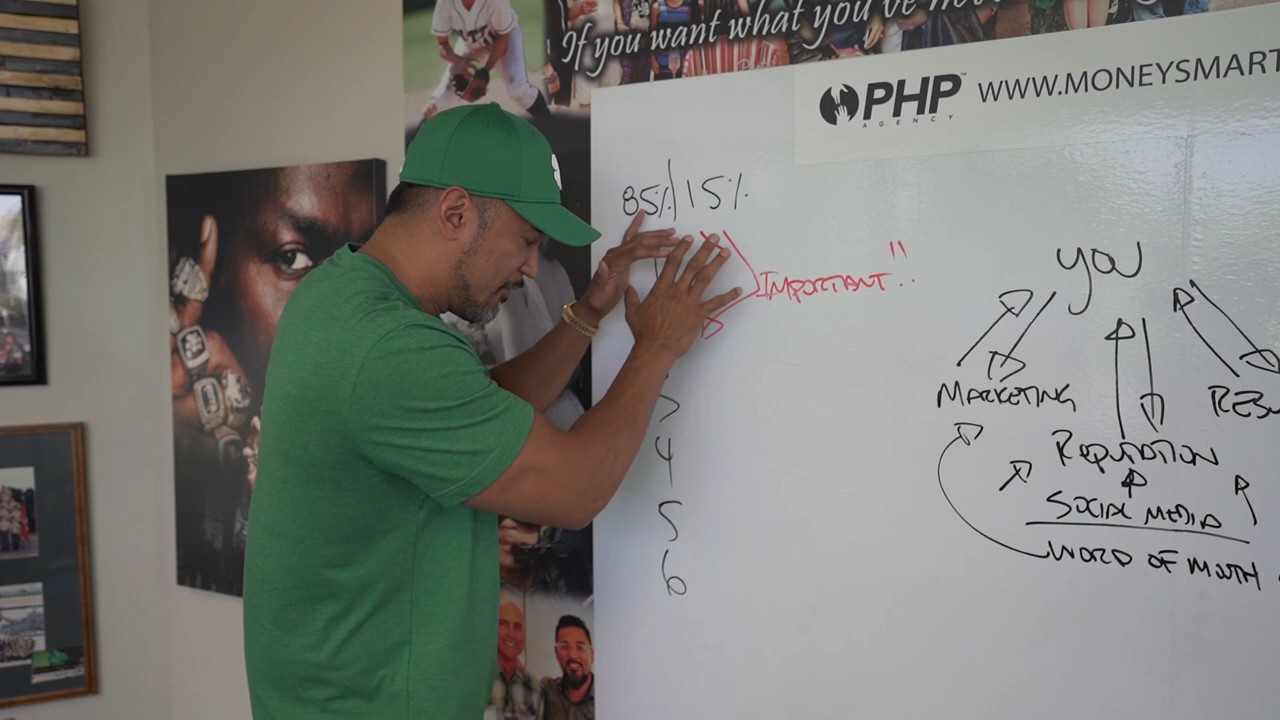 If you want what you've
PHP
AGENCY
WWW.MONEYSMART
85% 15%
IMPORTANT"!!
YOU
MARKETING
REPUTATION
SOCIAL MEDIA
WORD OF MOUTH
4
5
6